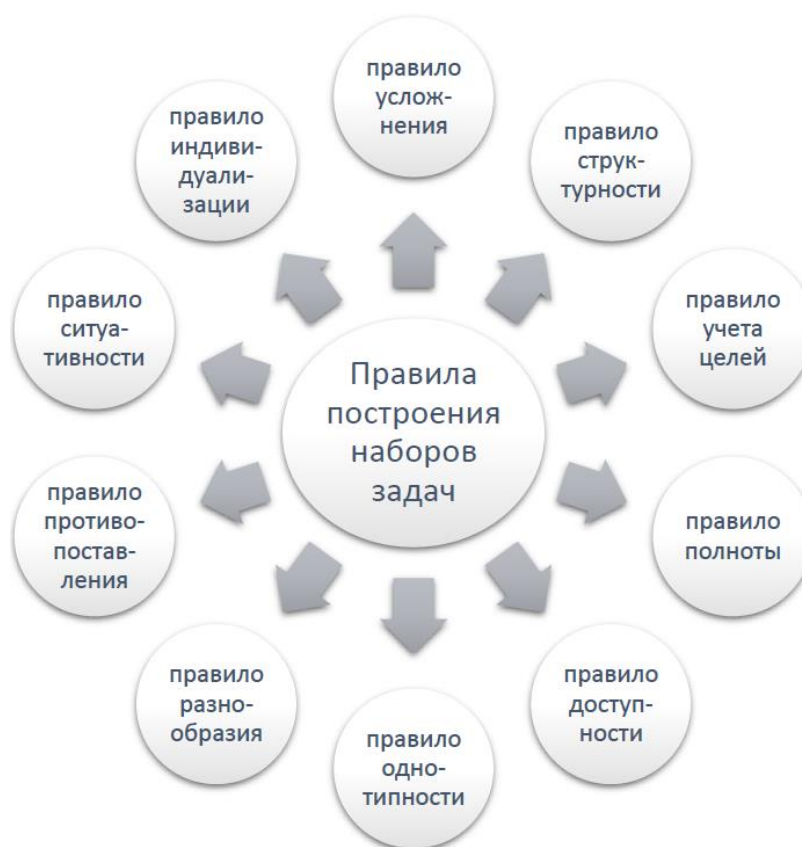 правило
услож-
нения
правило
струк-
турности
правило
учета
целей
правило
полноты
правило
доступ-
ности
правило
одно-
типности
правило
разно-
образия
правило
противо-
постав-
ления
правило
ситуа-
тивности
правило
индиви-
дуали-
зации
Правила
построения
наборов
задач